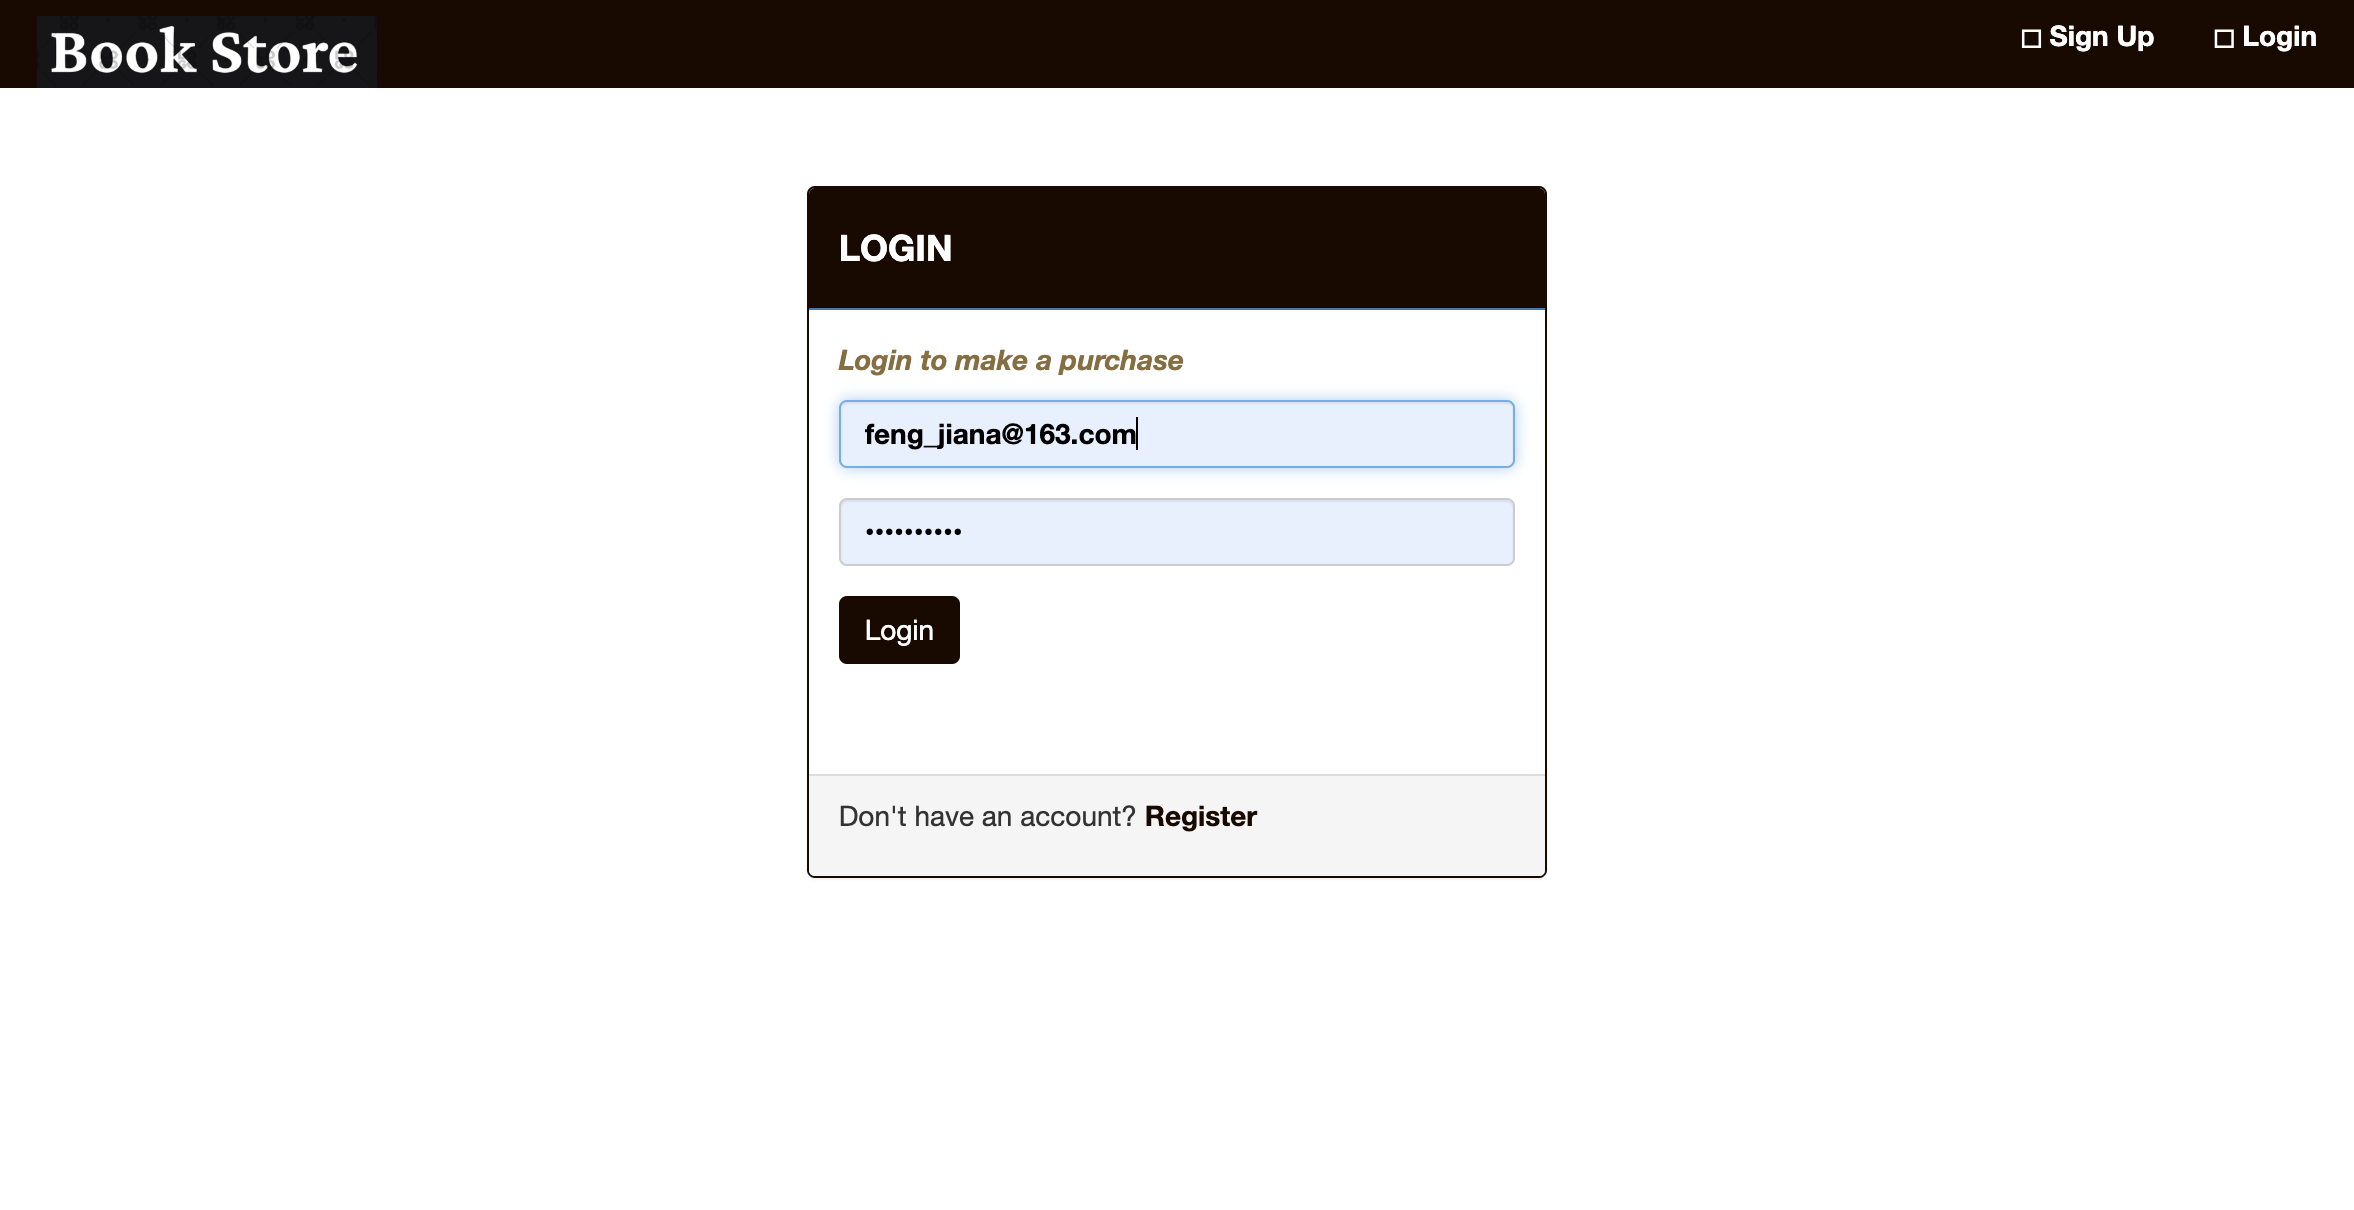 Book Store
Sign Up
Login
LOGIN
Login to make a purchase
feng_jiana@163.com
••••••••••
Login
Don't have an account? Register